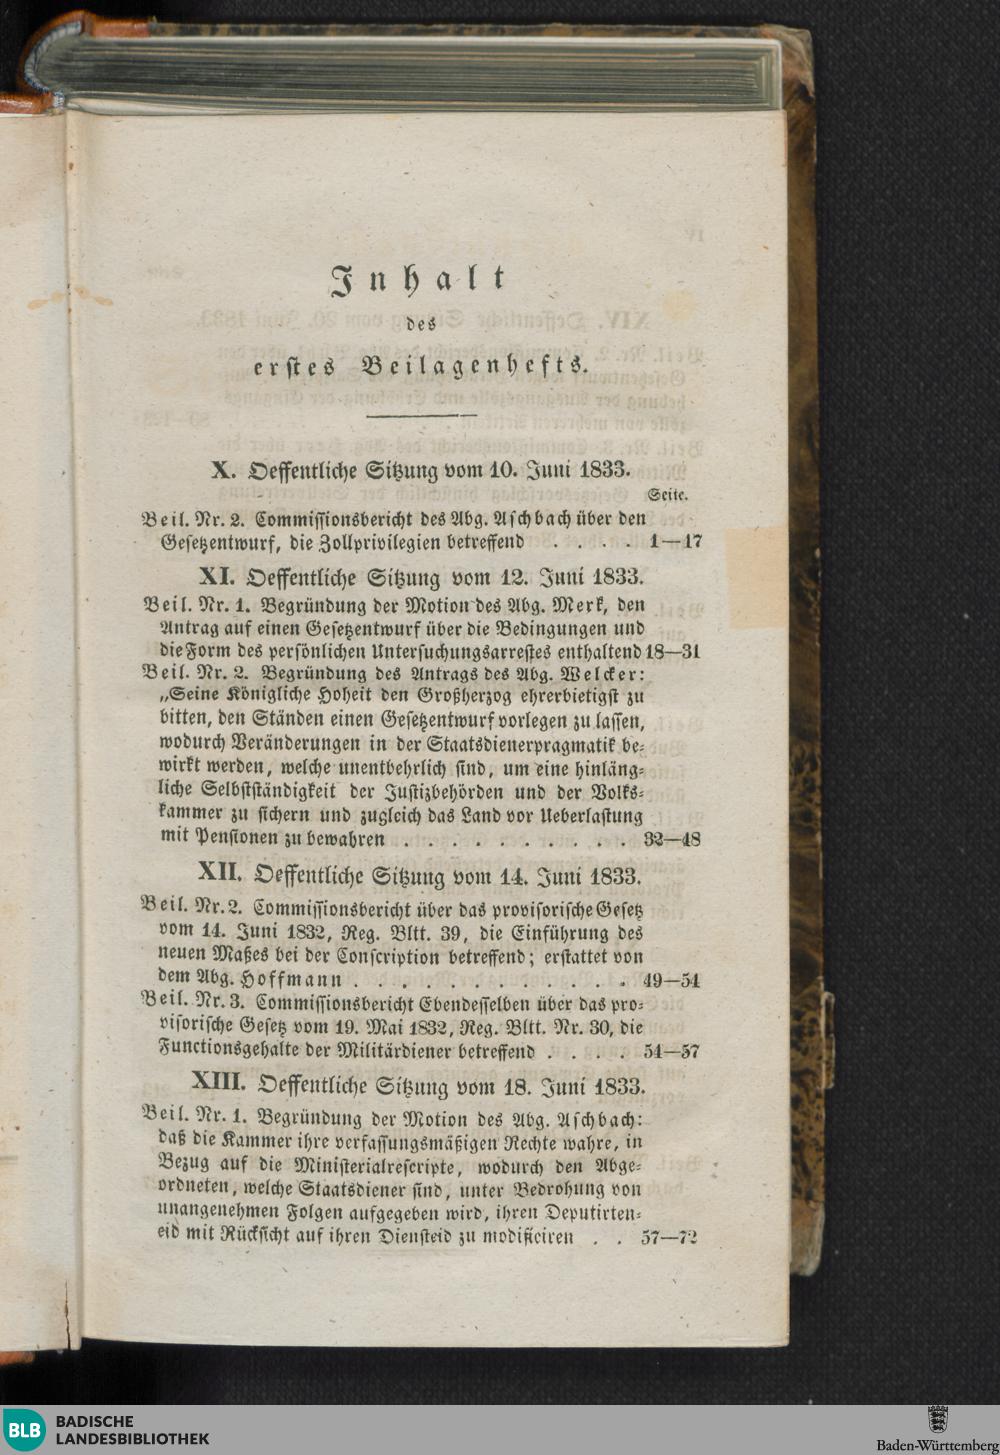 Inhalt
des
erstes Beilagenhefts.
X. Oeffentliche Sitzung vom 10. Juni 1833.
Seite.
Beil. Nr. 2. Commissionsbericht des Abg. Aschbach über den
Gesetzentwurf, die Zollprivilegien betreffend . . . . 1—17
XI. Oeffentliche Sitzung vom 12. Juni 1833.
Beil. Nr. 1. Begründung der Motion des Abg. Merk, den
Antrag auf einen Gesetzentwurf über die Bedingungen und
die Form des persönlichen Untersuchungsarrestes enthaltend 18—31
Beil. Nr. 2. Begründung des Antrags des Abg. Welcker:
„Seine Königliche Hoheit den Großherzog ehrerbietigst zu
bitten, den Ständen einen Gesetzentwurf vorlegen zu lassen,
wodurch Veränderungen in der Staatsdienerpragmatik be-
wirkt werden, welche unentbehrlich sind, um eine hinläng-
liche Selbstständigkeit der Justizbehörden und der Volks-
kammer zu sichern und zugleich das Land vor Ueberlastung
mit Pensionen zu bewahren . . . . . . . . . . 32—48
XII. Oeffentliche Sitzung vom 14. Juni 1833.
Beil. Nr. 2. Commissionsbericht über das provisorische Gesetz
vom 14. Juni 1832, Reg. Bltt. 39, die Einführung des
neuen Maßes bei der Conscription betreffend; erstattet von
dem Abg. Hoffmann . . . . . . . . . . . . 49—54
Beil. Nr. 3. Commissionsbericht Ebendesselben über das pro-
visorische Gesetz vom 19. Mai 1832, Reg. Bltt. Nr. 30, die
Functionsgehalte der Militärdiener betreffend . . . . 54—57
XIII. Oeffentliche Sitzung vom 18. Juni 1833.
Beil. Nr. 1. Begründung der Motion des Abg. Aschbach:
daß die Kammer ihre verfassungsmäßigen Rechte wahre, in
Bezug auf die Ministerialrescripte, wodurch den Abge-
ordneten, welche Staatsdiener sind, unter Bedrohung von
unangenehmen Folgen aufgegeben wird, ihren Deputirten-
eid mit Rücksicht auf ihren Diensteid zu modificiren . . 57—72
BLB BADISCHE
LANDESBIBLIOTHEK
Baden-Württemberg